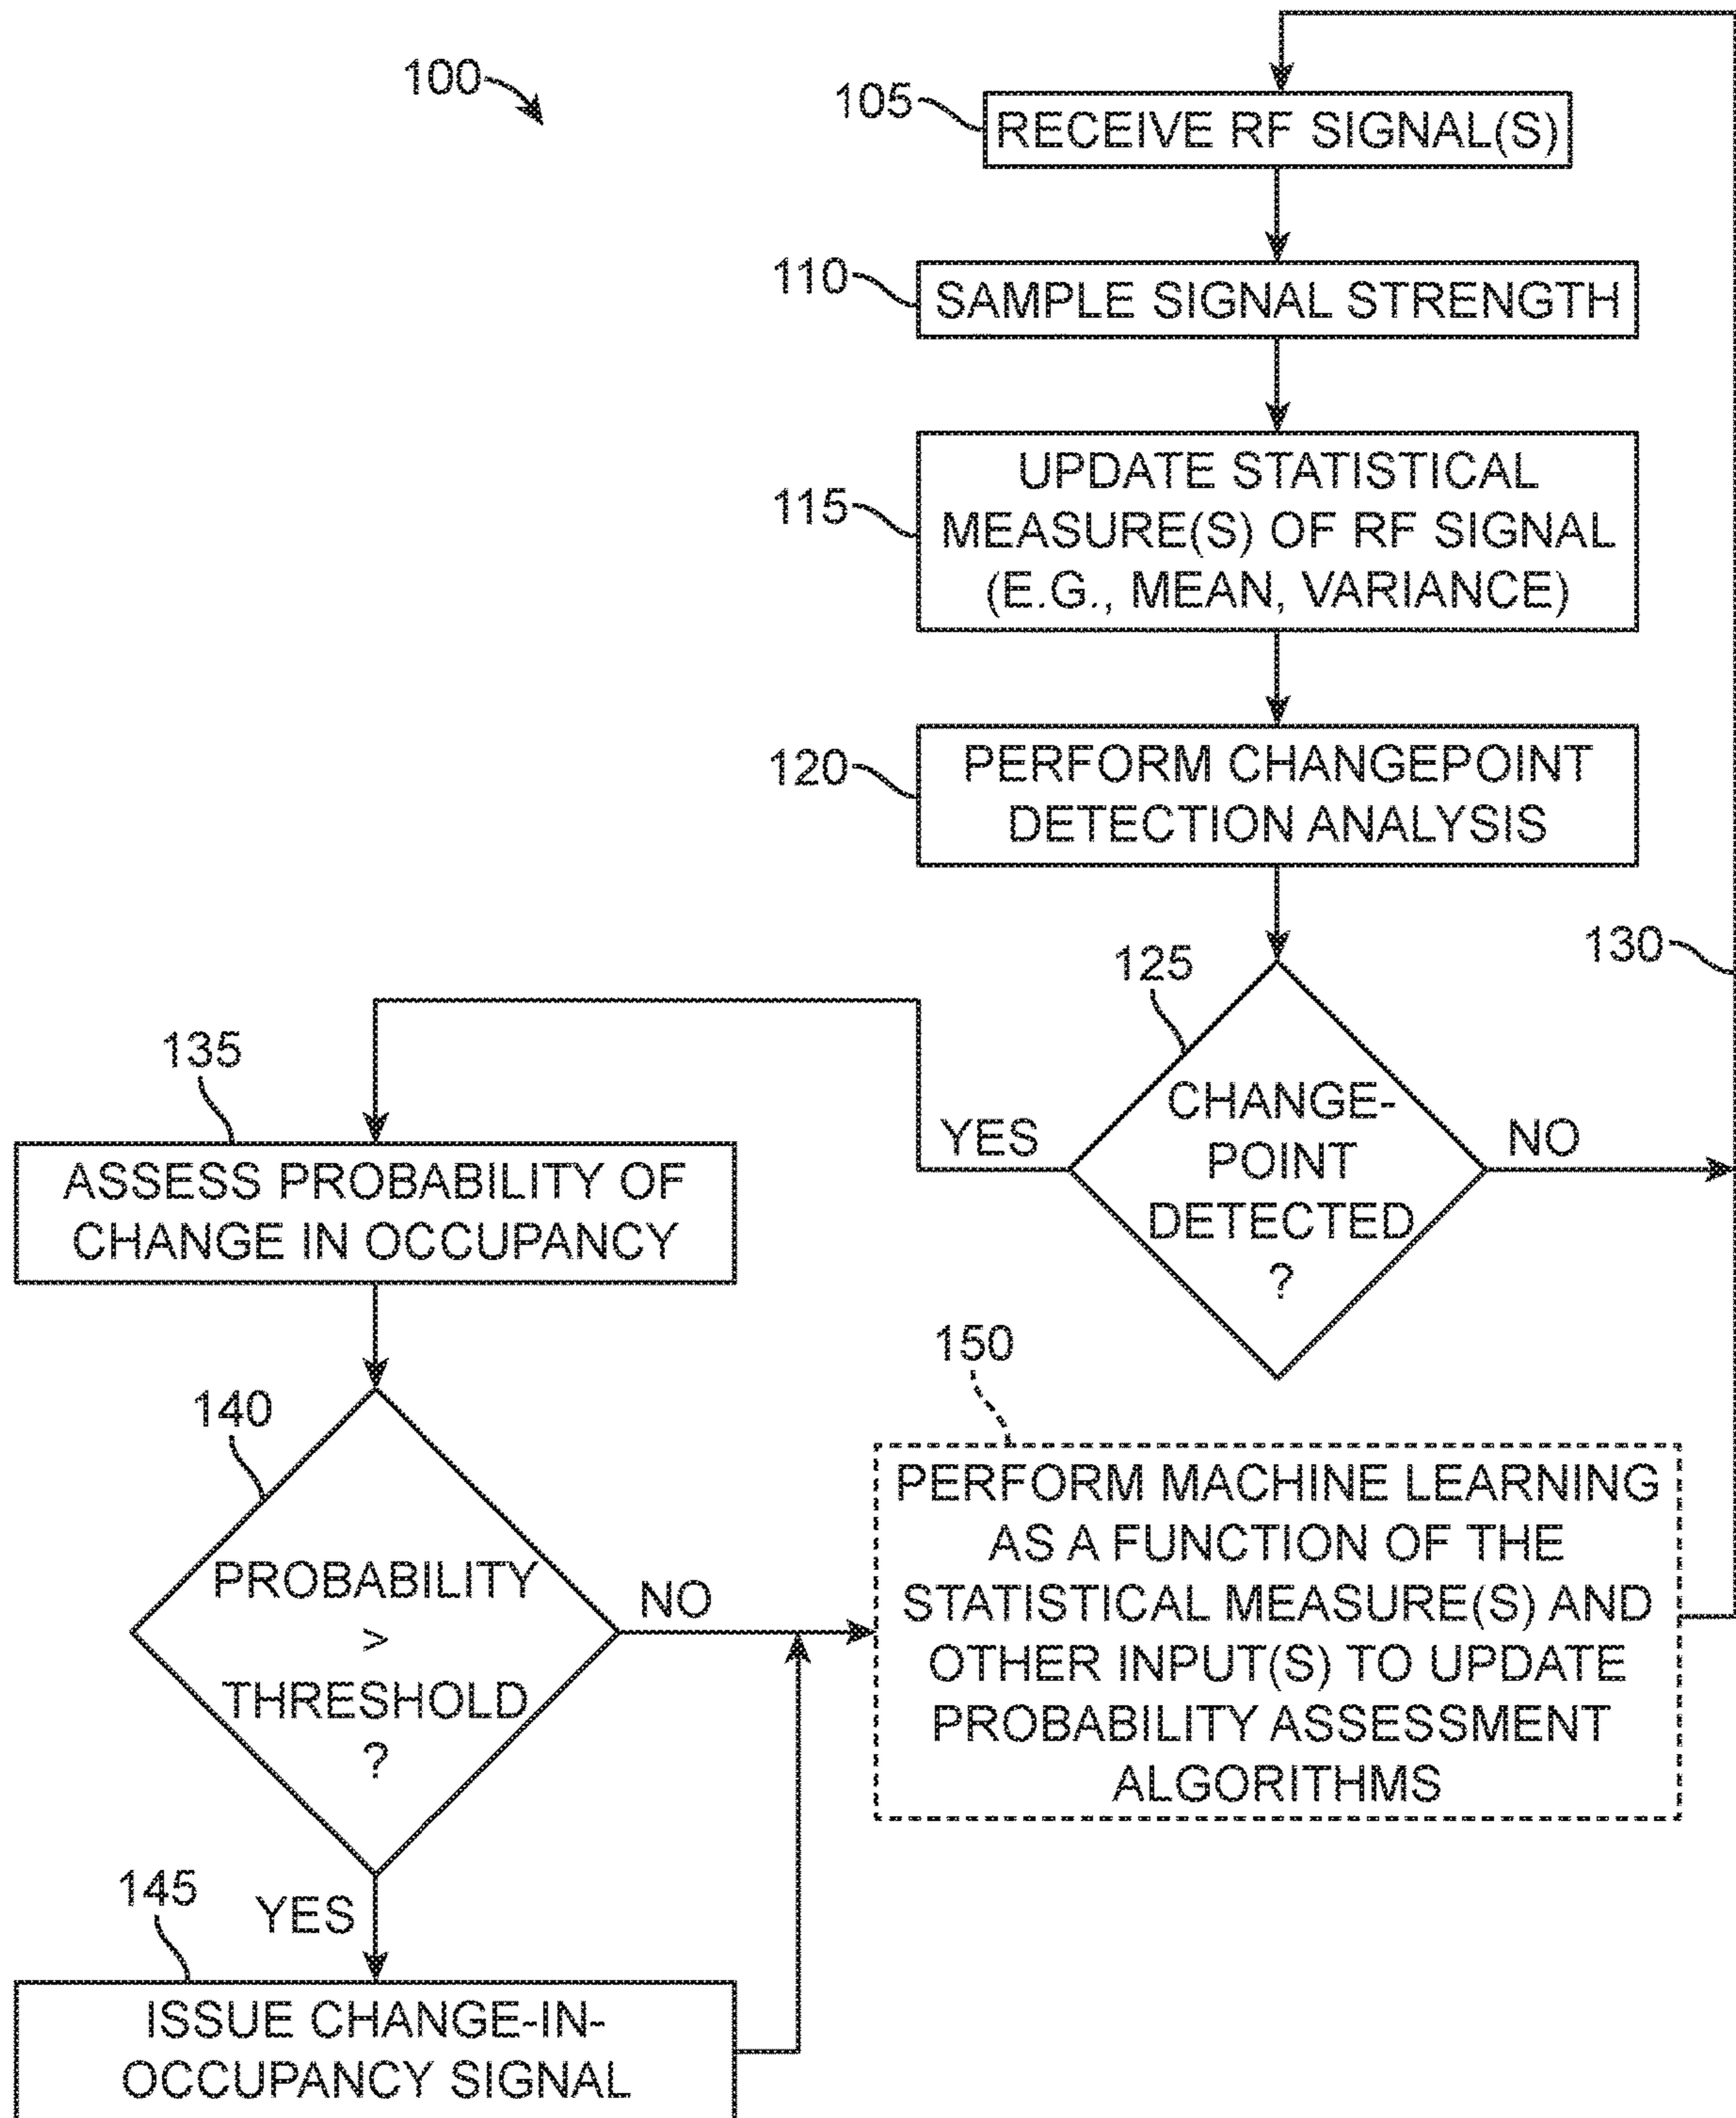 100
105
RECEIVE RF SIGNAL(S)
110
SAMPLE SIGNAL STRENGTH
115
UPDATE STATISTICAL
MEASURE(S) OF RF SIGNAL
(E.G., MEAN, VARIANCE)
120
PERFORM CHANGEPOINT
DETECTION ANALYSIS
125
130
CHANGE-
POINT
DETECTED
?
YES
NO
135
ASSESS PROBABILITY OF
CHANGE IN OCCUPANCY
140
PROBABILITY
>
THRESHOLD
?
NO
YES
145
ISSUE CHANGE-IN-
OCCUPANCY SIGNAL
150
PERFORM MACHINE LEARNING
AS A FUNCTION OF THE
STATISTICAL MEASURE(S) AND
OTHER INPUT(S) TO UPDATE
PROBABILITY ASSESSMENT
ALGORITHMS